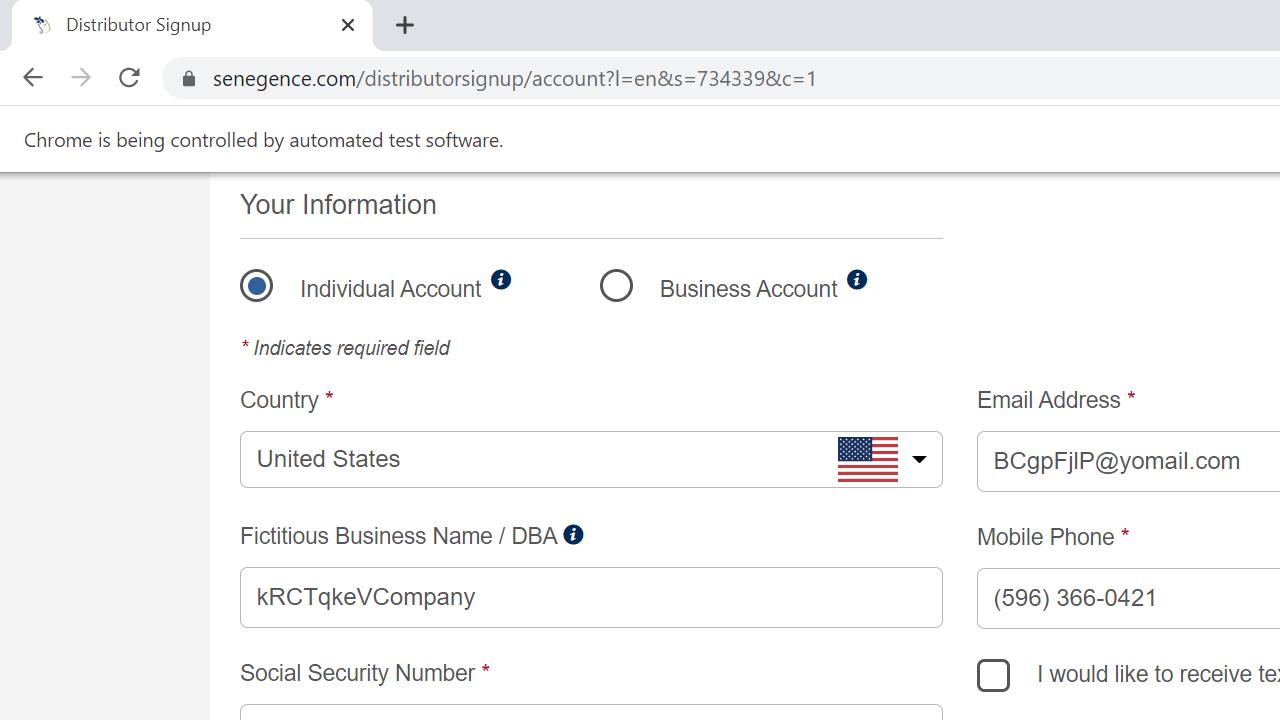 Distributor Signup
senegence.com/distributorsignup/account?l=en&s=734339&c=1
Chrome is being controlled by automated test software.
Your Information
Individual Account
Business Account
* Indicates required field
Country *
Email Address *
United States
BCgpFjlP@yomail.com
Fictitious Business Name / DBA
Mobile Phone *
kRCTqkeVCompany
(596) 366-0421
Social Security Number *
I would like to receive